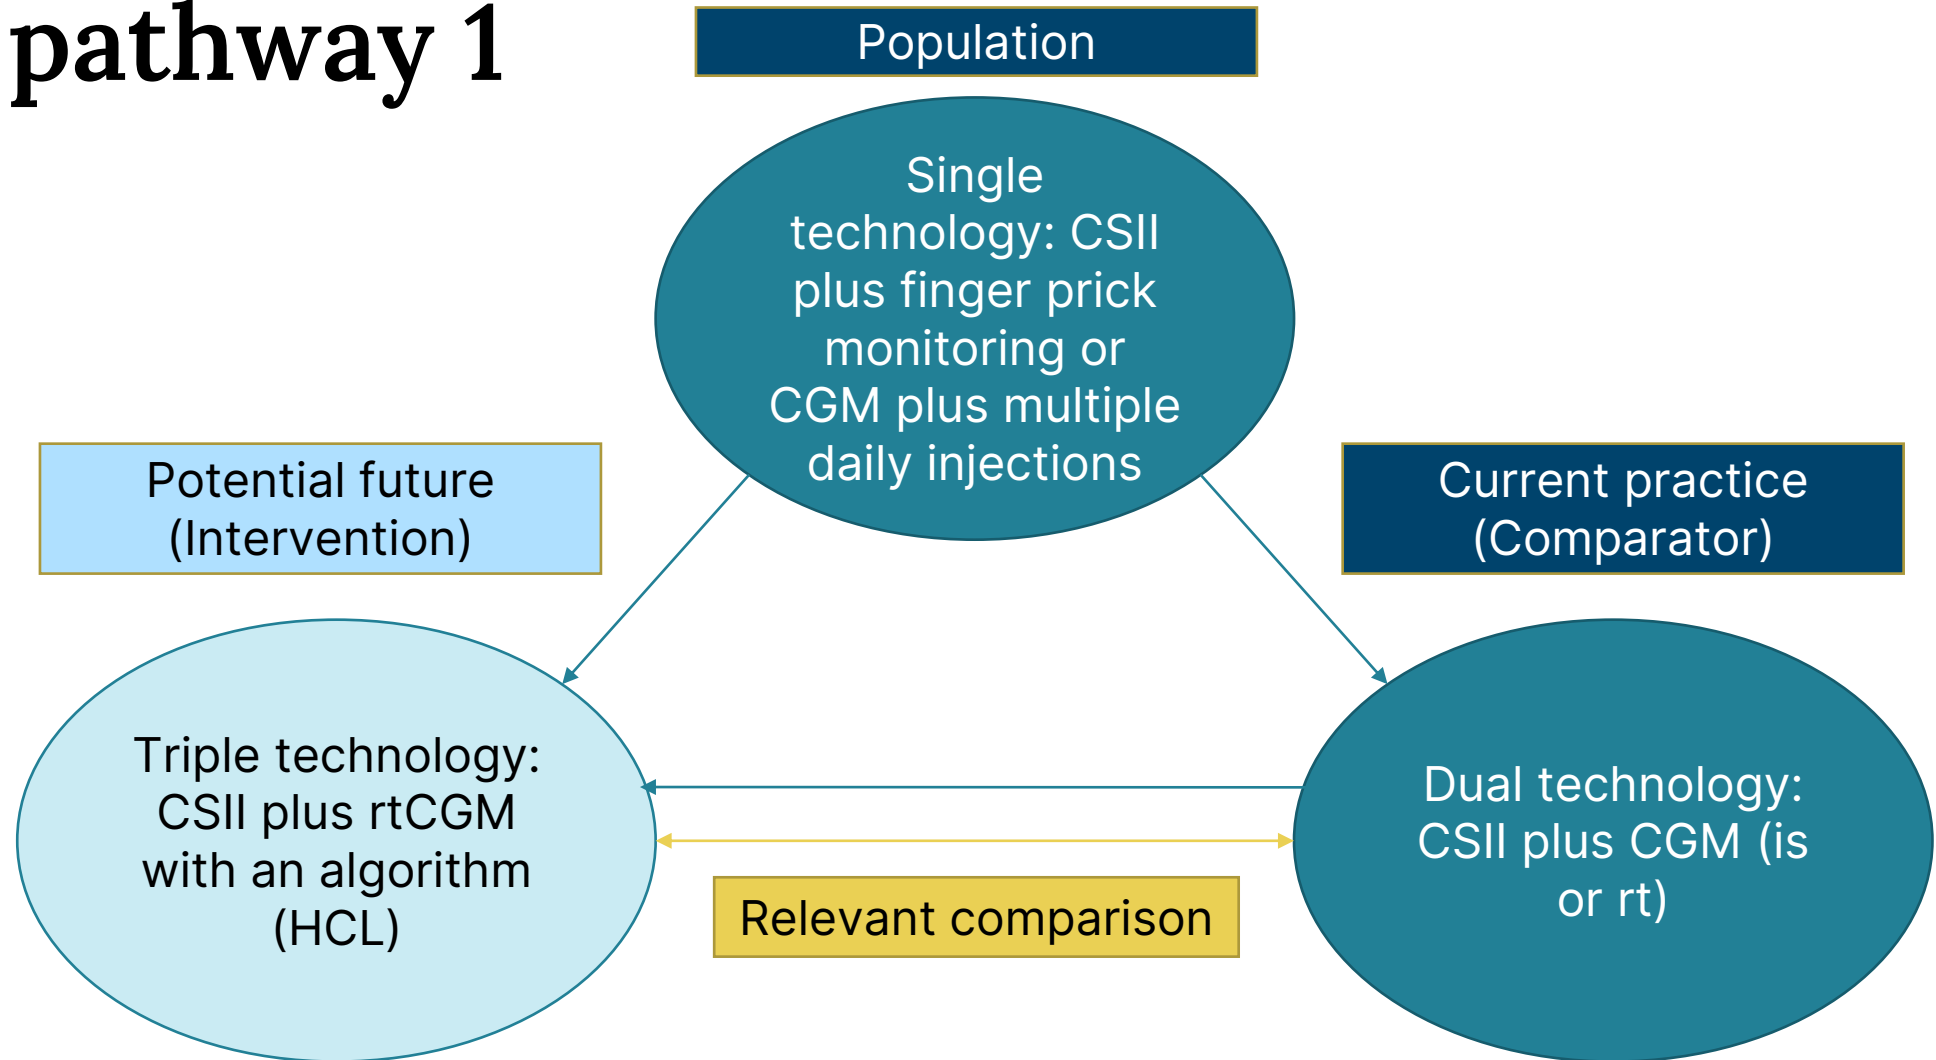 pathway 1
Population
Single
technology: CSII
plus finger prick
monitoring or
CGM plus multiple
daily injections
Potential future
(Intervention)
Current practice
(Comparator)
Triple technology:
CSII plus rtCGM
with an algorithm
(HCL)
Dual technology:
CSII plus CGM (is
or rt)
Relevant comparison